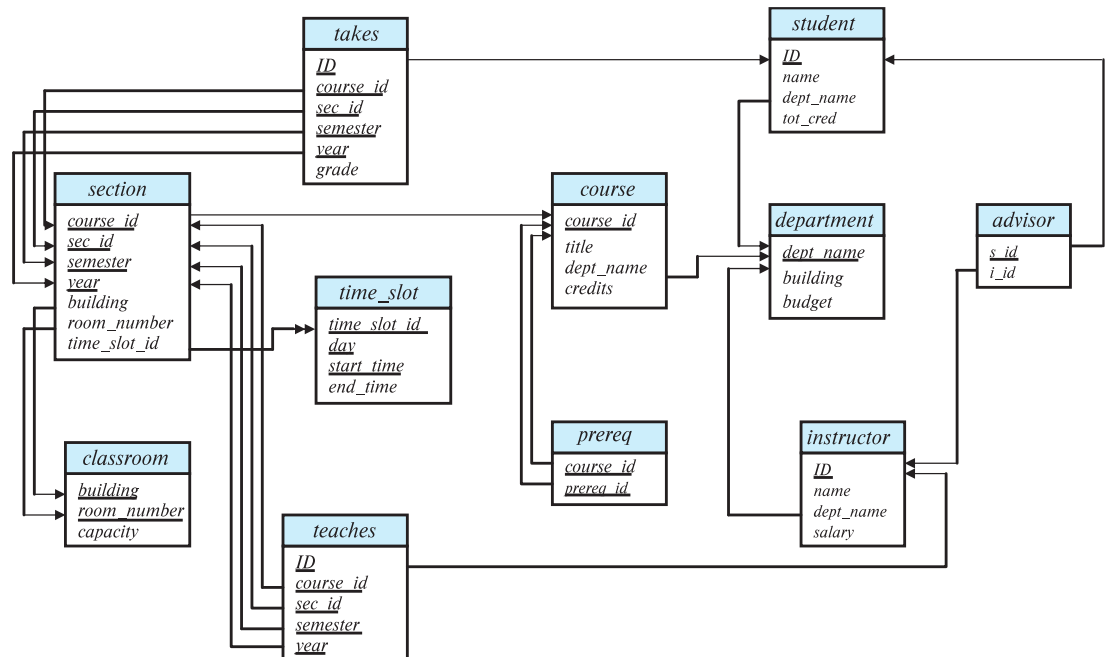 takes
ID
course_id
sec_id
semester
year
grade
student
ID
name
dept_name
tot_cred
section
course_id
sec_id
semester
year
building
room_number
time_slot_id
course
course_id
title
dept_name
credits
department
dept_name
building
budget
advisor
s_id
i_id
time_slot
time_slot_id
day
start_time
end_time
prereq
course_id
prereq_id
instructor
ID
name
dept_name
salary
classroom
building
room_number
capacity
teaches
ID
course_id
sec_id
semester
year